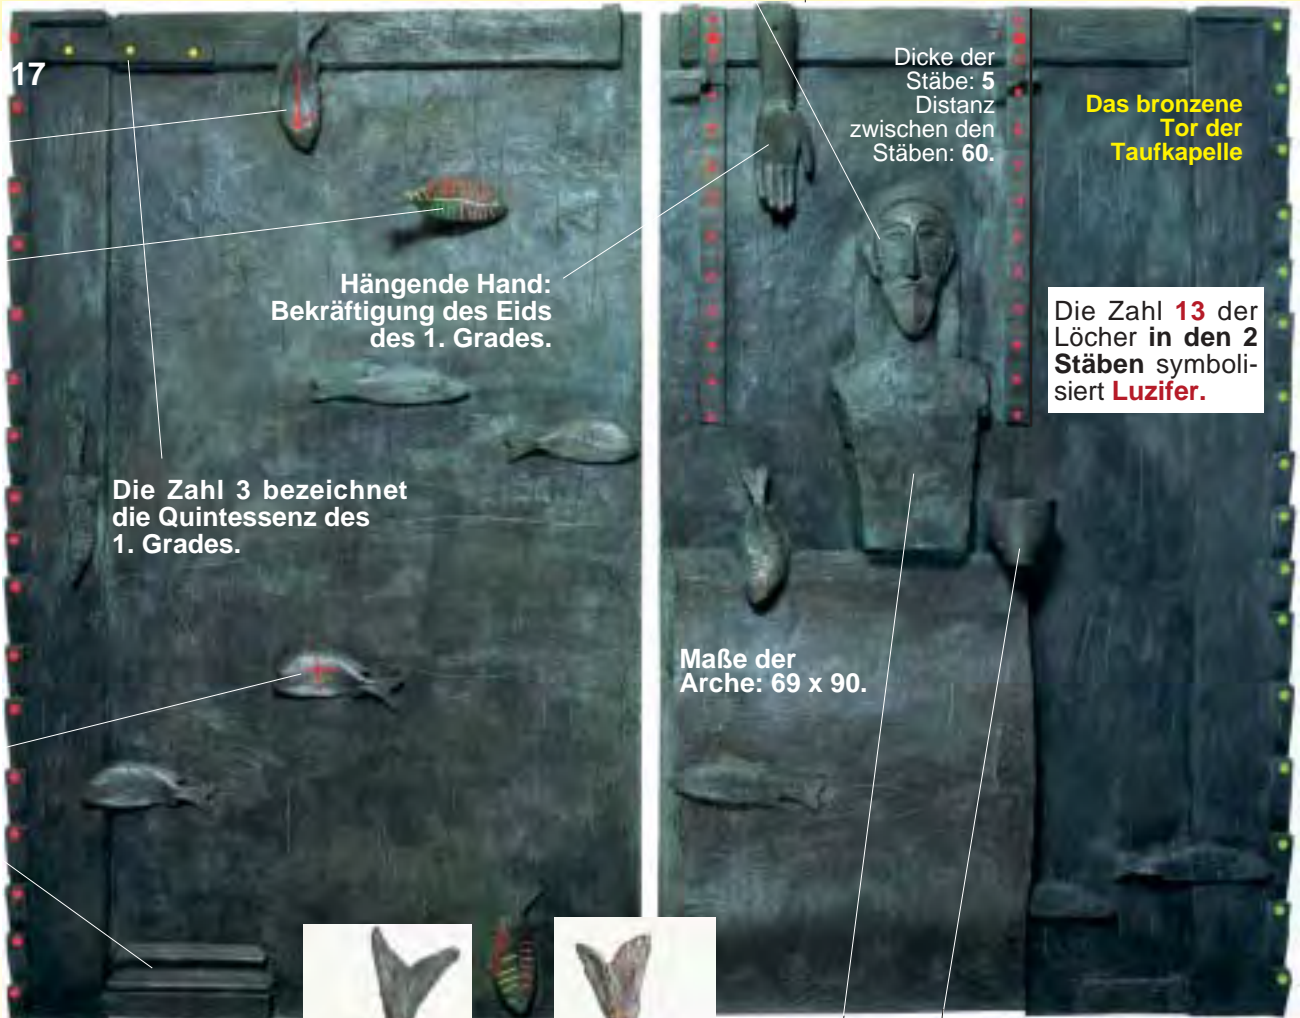 17
Dicke der
Stäbe: 5
Distanz
zwischen den
Stäben: 60.
Das bronzene
Tor der
Taufkapelle
Hängende Hand:
Bekräftigung des Eids
des 1. Grades.
Die Zahl 13 der
Löcher in den 2
Stäben symboli-
siert Luzifer.
Die Zahl 3 bezeichnet
die Quintessenz des
1. Grades.
Maße der
Arche: 69 x 90.